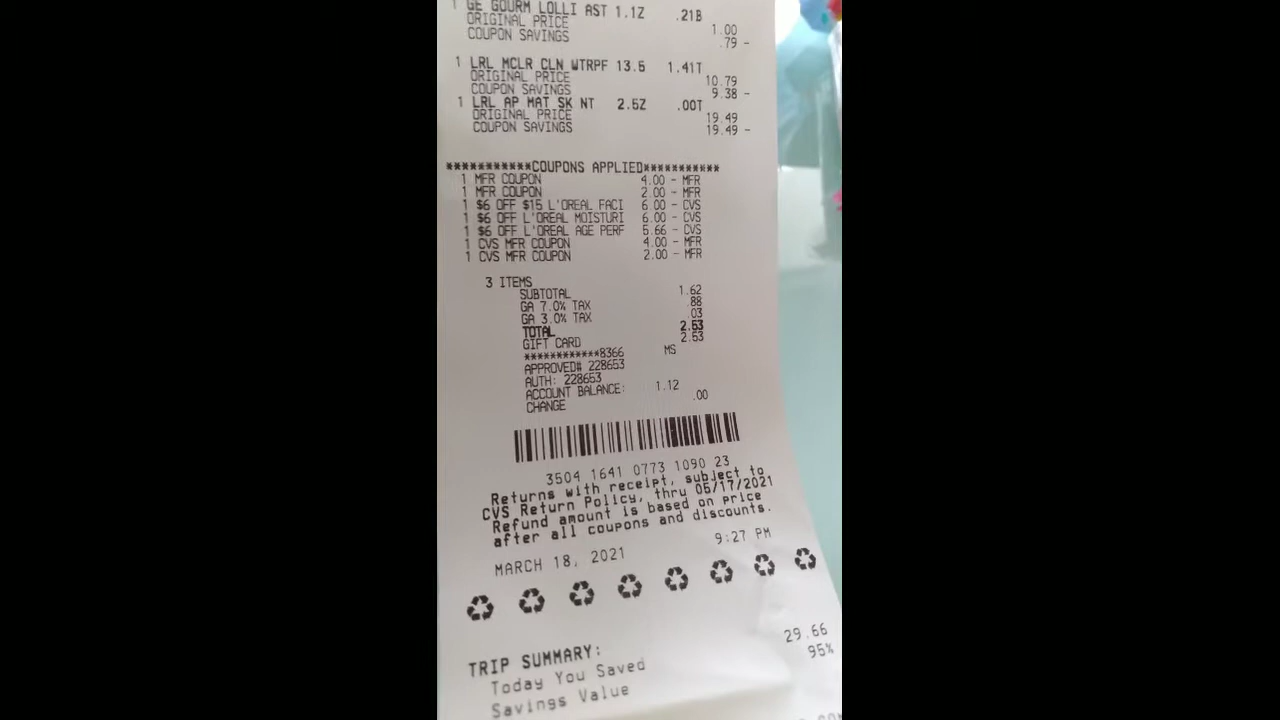 1 GE GOURM LOLLI AST 1.1Z .21B
ORIGINAL PRICE 1.00
COUPON SAVINGS .79 -
1 LRL MCLR CLN WTRPF 13.5 1.41T
ORIGINAL PRICE 10.79
COUPON SAVINGS 9.38 -
1 LRL AP MAT SK NT 2.5Z .00T
ORIGINAL PRICE 19.49
COUPON SAVINGS 19.49 -
***********COUPONS APPLIED***********
1 MFR COUPON 4.00 - MFR
1 MFR COUPON 2.00 - MFR
1 $6 OFF $15 L'OREAL FACI 6.00 - CVS
1 $6 OFF L'OREAL MOISTURI 6.00 - CVS
1 $6 OFF L'OREAL AGE PERF 5.66 - CVS
1 CVS MFR COUPON 4.00 - MFR
1 CVS MFR COUPON 2.00 - MFR
3 ITEMS
SUBTOTAL 1.62
GA 7.0% TAX .88
GA 3.0% TAX .03
TOTAL 2.53
GIFT CARD 2.53
************8366 MS
APPROVED# 228653
AUTH: 228653
ACCOUNT BALANCE: 1.12
CHANGE .00
3504 1641 0773 1090 23
Returns with receipt, subject to
CVS Return Policy, thru 05/17/2021
Refund amount is based on price
after all coupons and discounts.
MARCH 18, 2021 9:27 PM
TRIP SUMMARY:
Today You Saved 29.66
Savings Value 95%